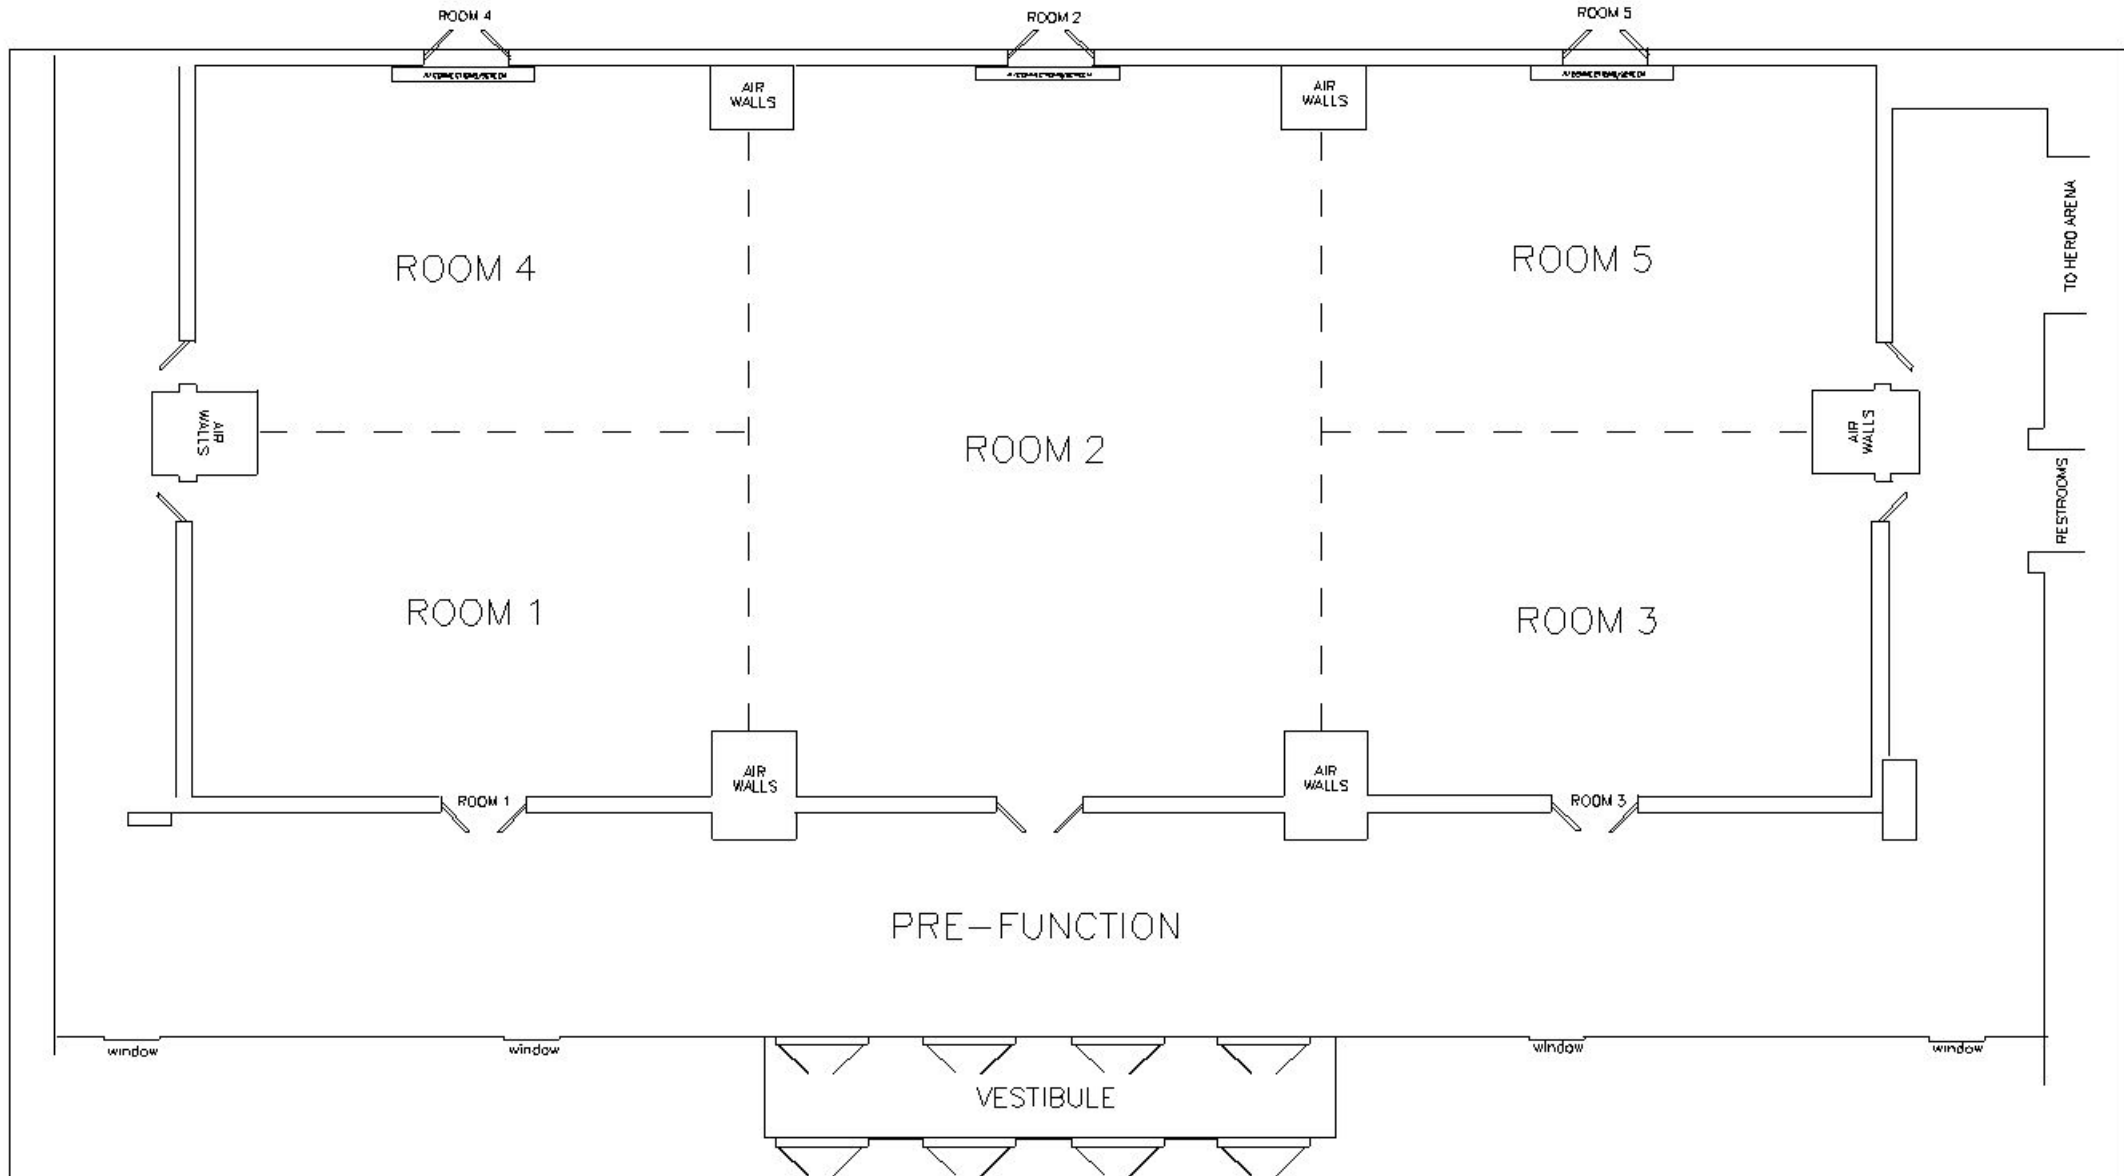 ROOM 4
ROOM 2
ROOM 5
AIR
WALLS
AIR
WALLS
ROOM 4
ROOM 5
TO HERO ARENA
AIR
WALLS
ROOM 2
AIR
WALLS
RESTROOMS
ROOM 1
ROOM 3
AIR
WALLS
AIR
WALLS
ROOM 1
ROOM 3
PRE-FUNCTION
window
window
window
window
VESTIBULE